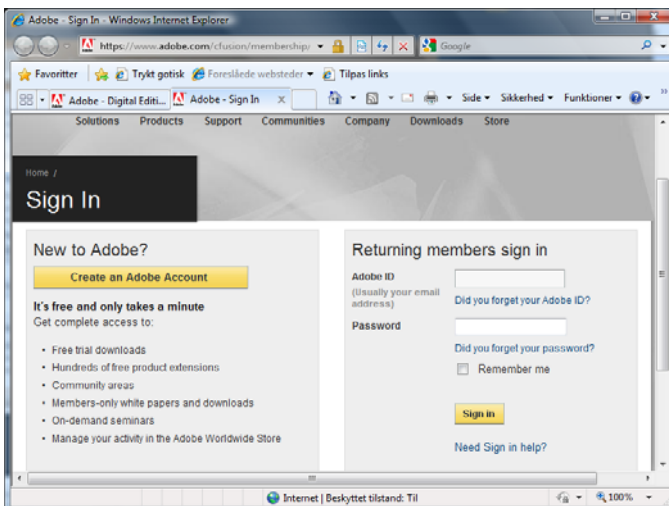 Adobe - Sign In - Windows Internet Explorer
https://www.adobe.com/cfusion/membership/ Google
Favoritter Trykt gotisk Foreslåede websteder Tilpas links
Adobe - Digital Editi... Adobe - Sign In X Side Sikkerhed Funktioner
Solutions Products Support Communities Company Downloads Store
Home /
Sign In
New to Adobe?
Create an Adobe Account
It's free and only takes a minute
Get complete access to:
• Free trial downloads
• Hundreds of free product extensions
• Community areas
• Members-only white papers and downloads
• On-demand seminars
• Manage your activity in the Adobe Worldwide Store
Returning members sign in
Adobe ID
(Usually your email
address)
Did you forget your Adobe ID?
Password
Did you forget your password?
Remember me
Sign in
Need Sign in help?
Internet | Beskyttet tilstand: Til 100%